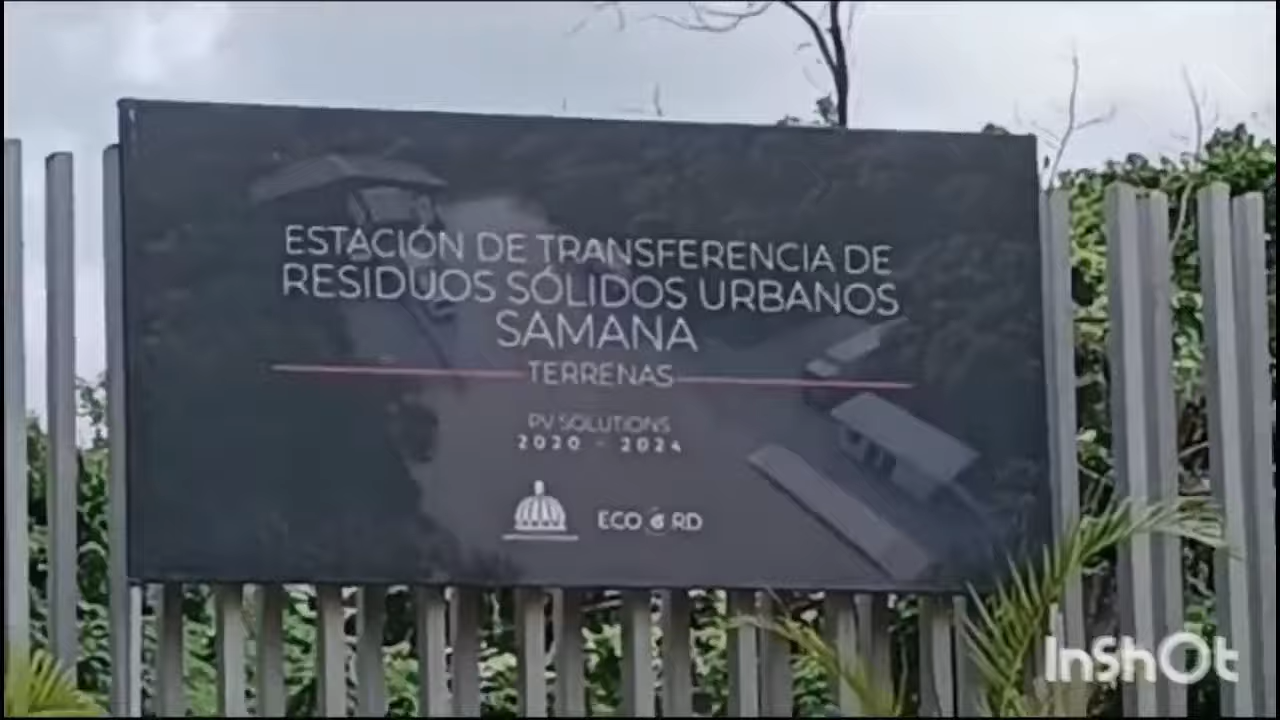 ESTACIÓN DE TRANSFERENCIA DE
RESIDUOS SÓLIDOS URBANOS
SAMANA
TERRENAS
PV SOLUTIONS
2020 - 2024
ECO RD
InShOt